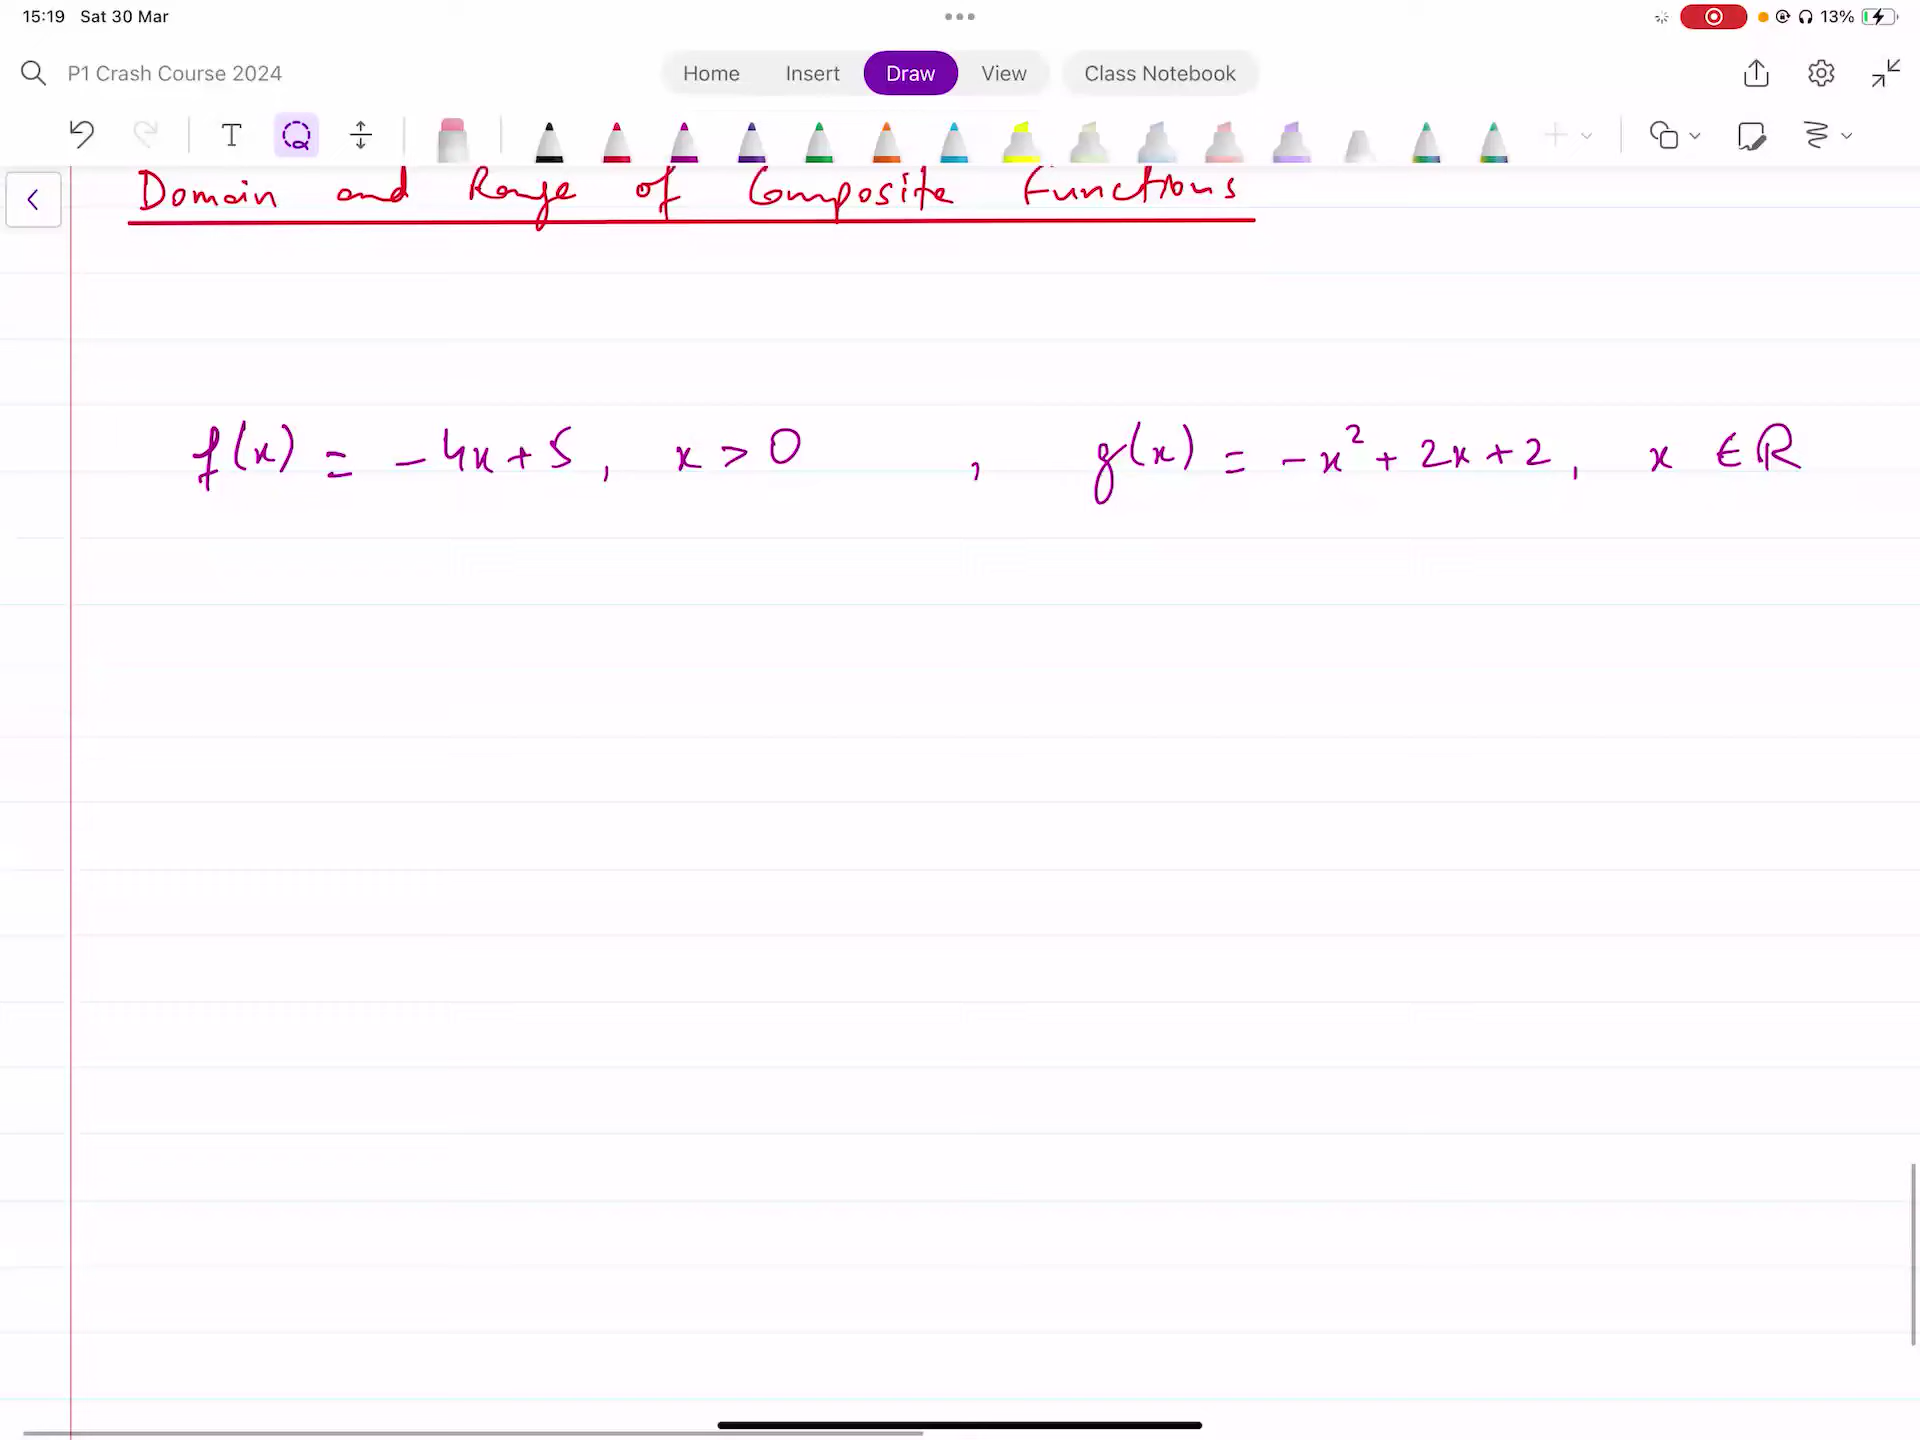 15:19 Sat 30 Mar 13%
P1 Crash Course 2024 Home Insert Draw View Class Notebook
T
Domain and Range of Composite Functions
f(x) = -4x+5, x > 0 , g(x) = -x² + 2x + 2, x ∈ ℝ